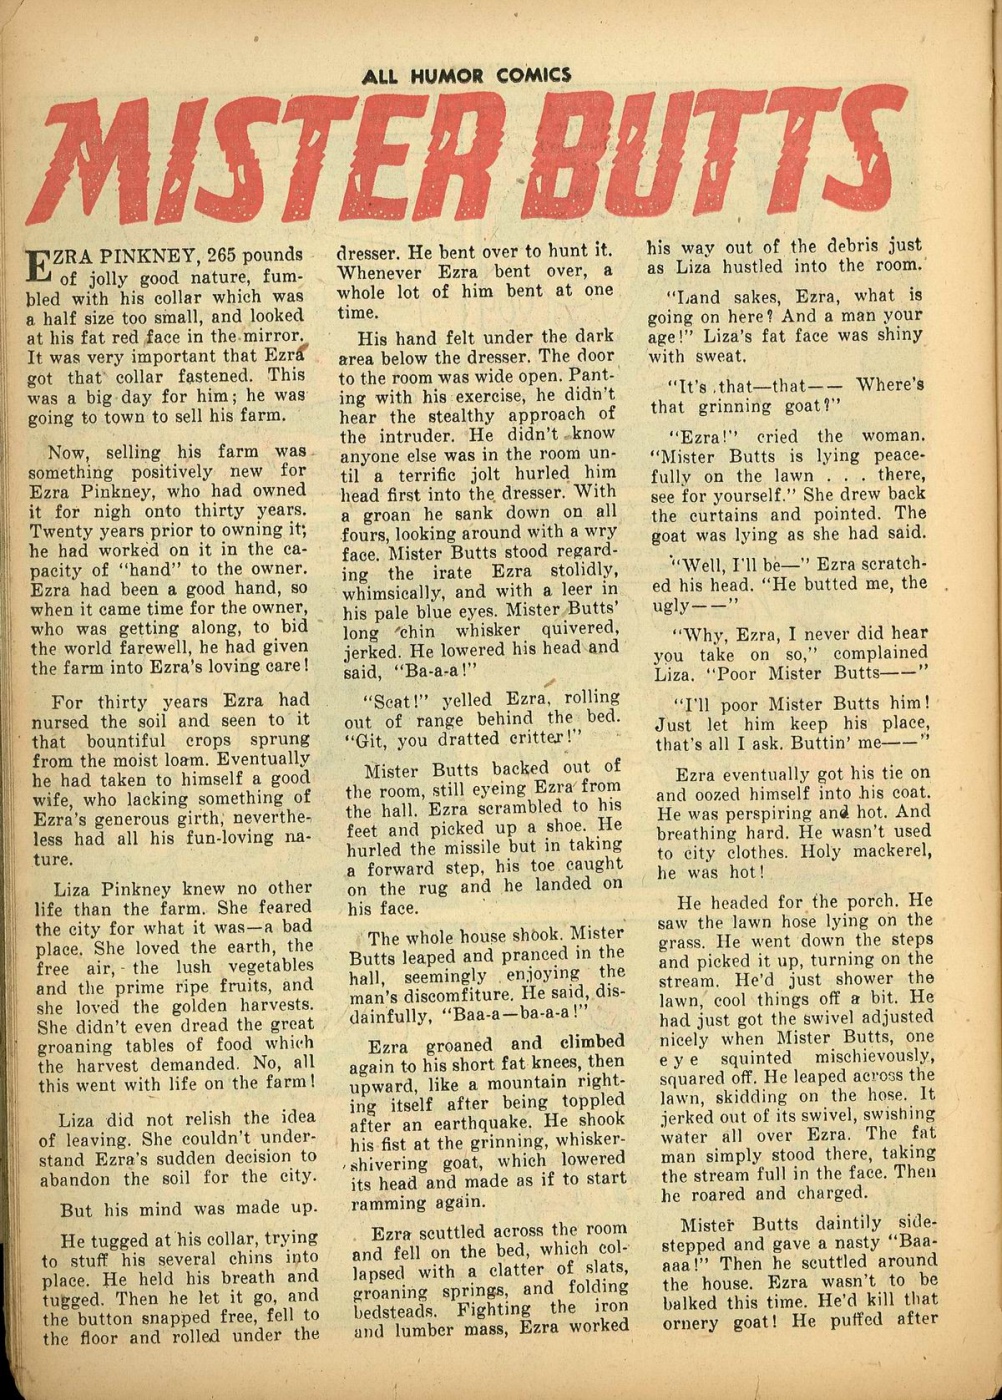 ALL HUMOR COMICS
MISTER BUTTS
EZRA PINKNEY, 265 pounds
of jolly good nature, fum-
bled with his collar which was
a half size too small, and looked
at his fat red face in the mirror.
It was very important that Ezra
got that collar fastened. This
was a big day for him; he was
going to town to sell his farm.
Now, selling his farm was
something positively new for
Ezra Pinkney, who had owned
it for nigh onto thirty years.
Twenty years prior to owning it;
he had worked on it in the ca-
pacity of "hand" to the owner.
Ezra had been a good hand, so
when it came time for the owner,
who was getting along, to bid
the world farewell, he had given
the farm into Ezra's loving care!
For thirty years Ezra had
nursed the soil and seen to it
that bountiful crops sprung
from the moist loam. Eventually
he had taken to himself a good
wife, who lacking something of
Ezra's generous girth, neverthe-
less had all his fun-loving na-
ture.
Liza Pinkney knew no other
life than the farm. She feared
the city for what it was—a bad
place. She loved the earth, the
free air, the lush vegetables
and the prime ripe fruits, and
she loved the golden harvests.
She didn't even dread the great
groaning tables of food which
the harvest demanded. No, all
this went with life on the farm!
Liza did not relish the idea
of leaving. She couldn't under-
stand Ezra's sudden decision to
abandon the soil for the city.
But his mind was made up.
He tugged at his collar, trying
to stuff his several chins into
place. He held his breath and
tugged. Then he let it go, and
the button snapped free, fell to
the floor and rolled under the
dresser. He bent over to hunt it.
Whenever Ezra bent over, a
whole lot of him bent at one
time.
His hand felt under the dark
area below the dresser. The door
to the room was wide open. Pant-
ing with his exercise, he didn't
hear the stealthy approach of
the intruder. He didn't know
anyone else was in the room un-
til a terrific jolt hurled him
head first into the dresser. With
a groan he sank down on all
fours, looking around with a wry
face. Mister Butts stood regard-
ing the irate Ezra stolidly,
whimsically, and with a leer in
his pale blue eyes. Mister Butts'
long chin whisker quivered,
jerked. He lowered his head and
said, "Ba-a-a!"
"Scat!" yelled Ezra, rolling
out of range behind the bed.
"Git, you dratted critter!"
Mister Butts backed out of
the room, still eyeing Ezra from
the hall. Ezra scrambled to his
feet and picked up a shoe. He
hurled the missile but in taking
a forward step, his toe caught
on the rug and he landed on
his face.
The whole house shook. Mister
Butts leaped and pranced in the
hall, seemingly enjoying the
man's discomfiture. He said, dis-
dainfully, "Baa-a—ba-a-a!"
Ezra groaned and climbed
again to his short fat knees, then
upward, like a mountain right-
ing itself after being toppled
after an earthquake. He shook
his fist at the grinning, whisker-
shivering goat, which lowered
its head and made as if to start
ramming again.
Ezra scuttled across the room
and fell on the bed, which col-
lapsed with a clatter of slats,
groaning springs, and folding
bedsteads. Fighting the iron
and lumber mass, Ezra worked
his way out of the debris just
as Liza hustled into the room.
"Land sakes, Ezra, what is
going on here? And a man your
age!" Liza's fat face was shiny
with sweat.
"It's that—that—— Where's
that grinning goat?"
"Ezra!" cried the woman.
"Mister Butts is lying peace-
fully on the lawn . . . there,
see for yourself." She drew back
the curtains and pointed. The
goat was lying as she had said.
"Well, I'll be—" Ezra scratch-
ed his head. "He butted me, the
ugly——"
"Why, Ezra, I never did hear
you take on so," complained
Liza. "Poor Mister Butts——"
"I'll poor Mister Butts him!
Just let him keep his place,
that's all I ask. Buttin' me——"
Ezra eventually got his tie on
and oozed himself into his coat.
He was perspiring and hot. And
breathing hard. He wasn't used
to city clothes. Holy mackerel,
he was hot!
He headed for the porch. He
saw the lawn hose lying on the
grass. He went down the steps
and picked it up, turning on the
stream. He'd just shower the
lawn, cool things off a bit. He
had just got the swivel adjusted
nicely when Mister Butts, one
eye squinted mischievously,
squared off. He leaped across the
lawn, skidding on the hose. It
jerked out of its swivel, swishing
water all over Ezra. The fat
man simply stood there, taking
the stream full in the face. Then
he roared and charged.
Mister Butts daintily side-
stepped and gave a nasty "Baa-
aaa!" Then he scuttled around
the house. Ezra wasn't to be
balked this time. He'd kill that
ornery goat! He puffed after